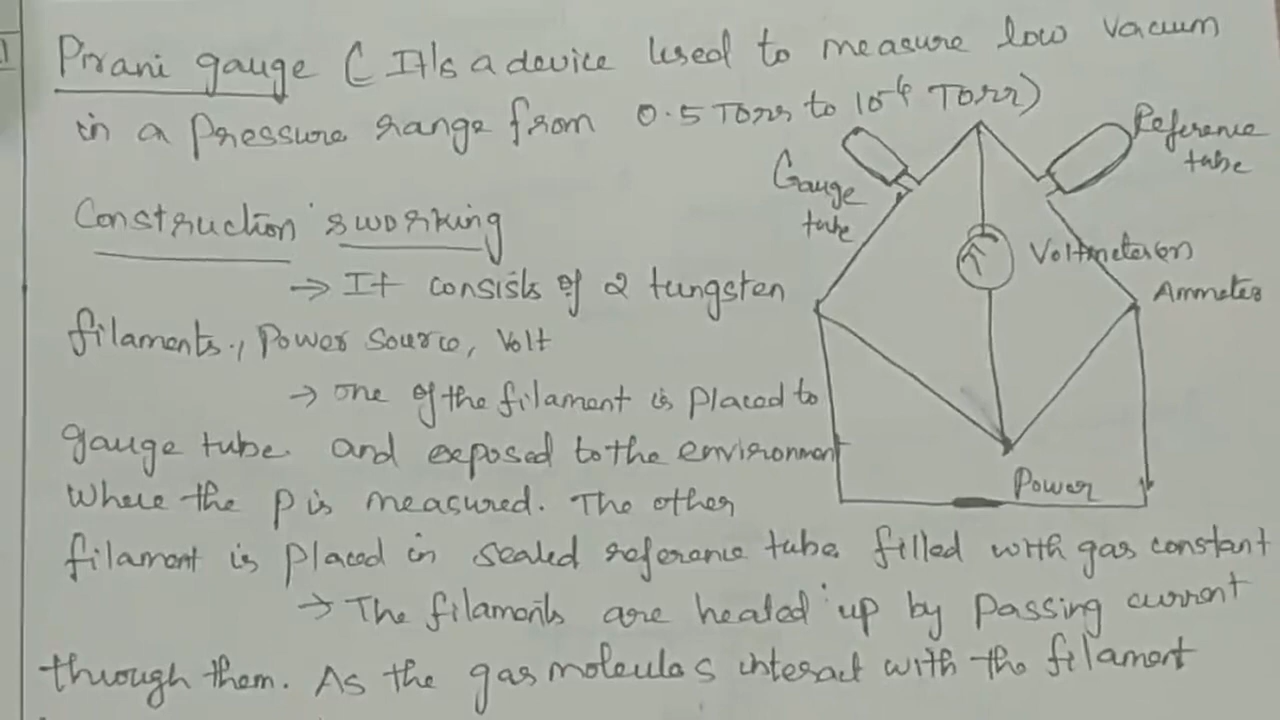 Pirani gauge ( It's a device Used to measure low vacuum
in a Pressure range from 0.5 Torr to 10⁻⁴ Torr)
Gauge tube
Reference tube
Construction & working
Voltmeter (or)
Ammeter
→ It consists of 2 tungsten
filaments., Power Source, Volt
→ One of the filament is placed to
gauge tube and exposed to the environment
Where the P is measured. The other
Power
filament is placed in sealed reference tube filled with gas constant
→ The filaments are heated up by passing current
through them. As the gas molecules interact with the filament